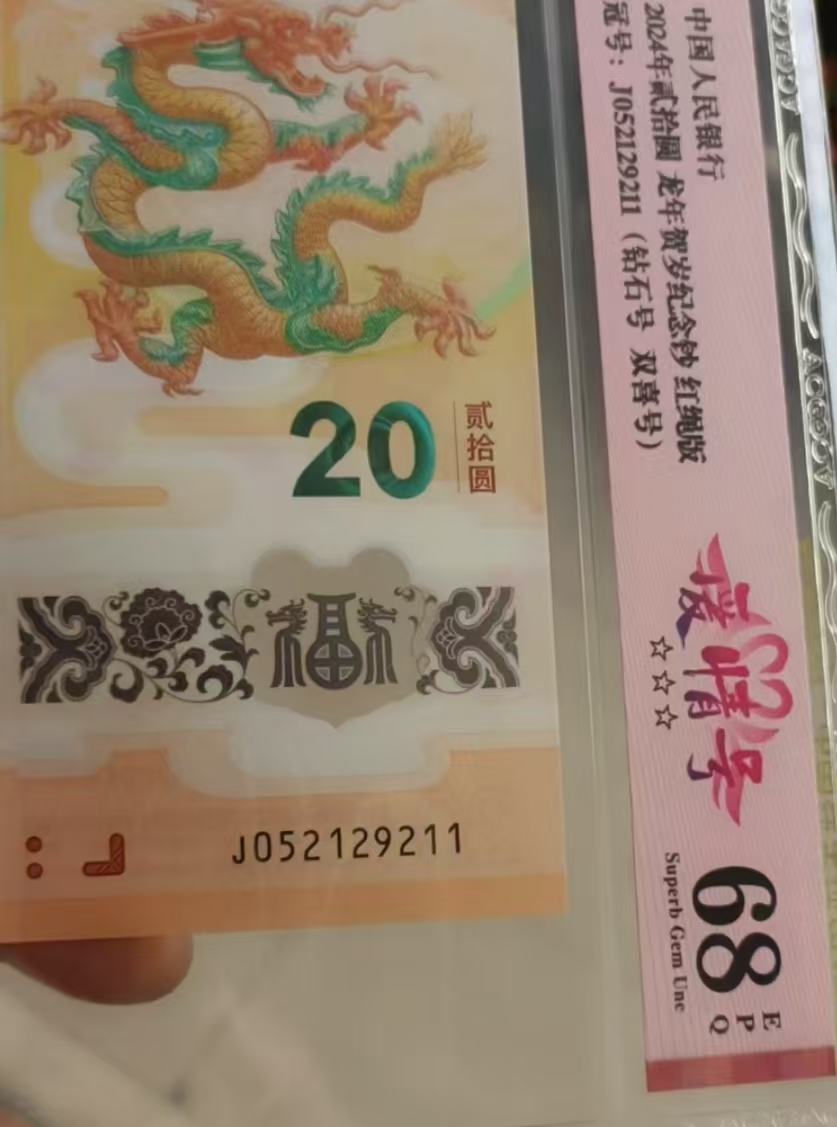 中国人民银行
2024年贰拾圆 龙年贺岁纪念钞 红绳版
冠号：J052129211（钻石号 双喜号）
爱情号
☆☆☆
68
EPQ
Superb Gem Unc
20
贰拾圆
福
J052129211
ACG